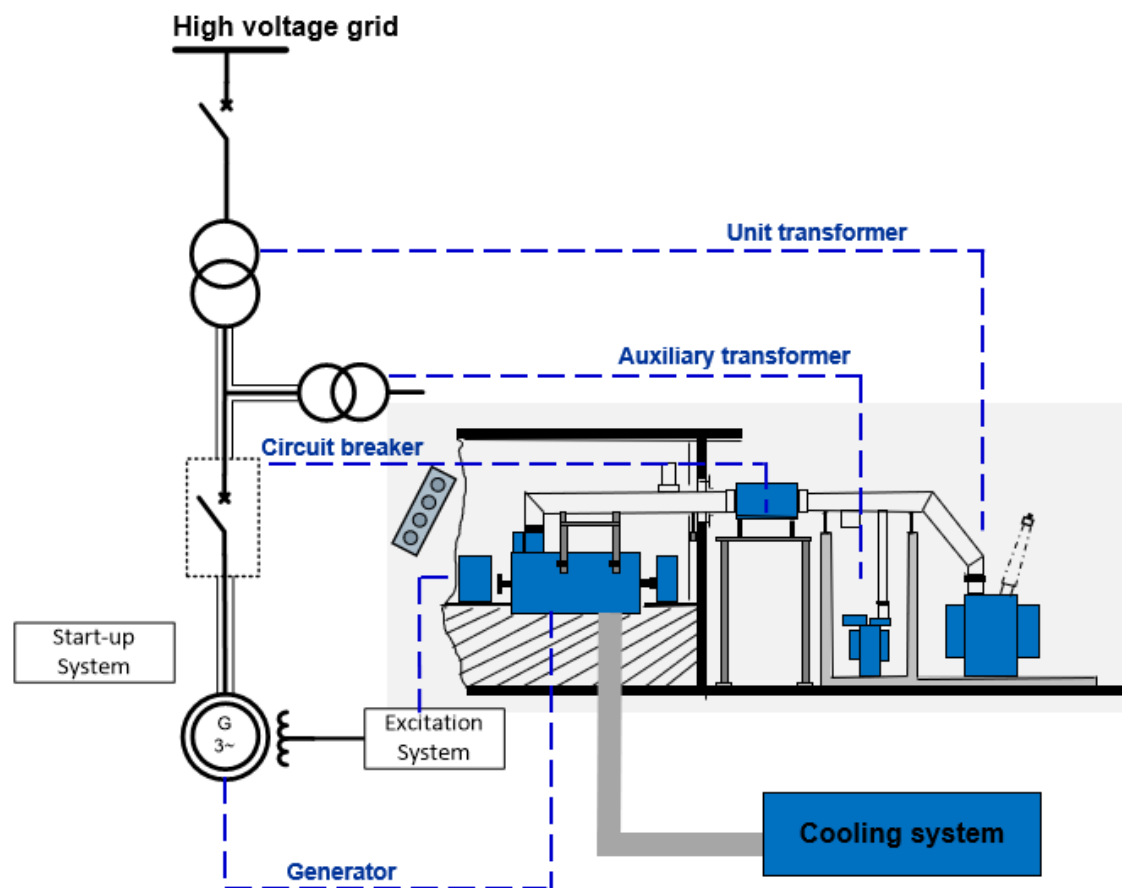 High voltage grid
Unit transformer
Auxiliary transformer
Circuit breaker
Start-up
System
G
3~
Excitation
System
Cooling system
Generator